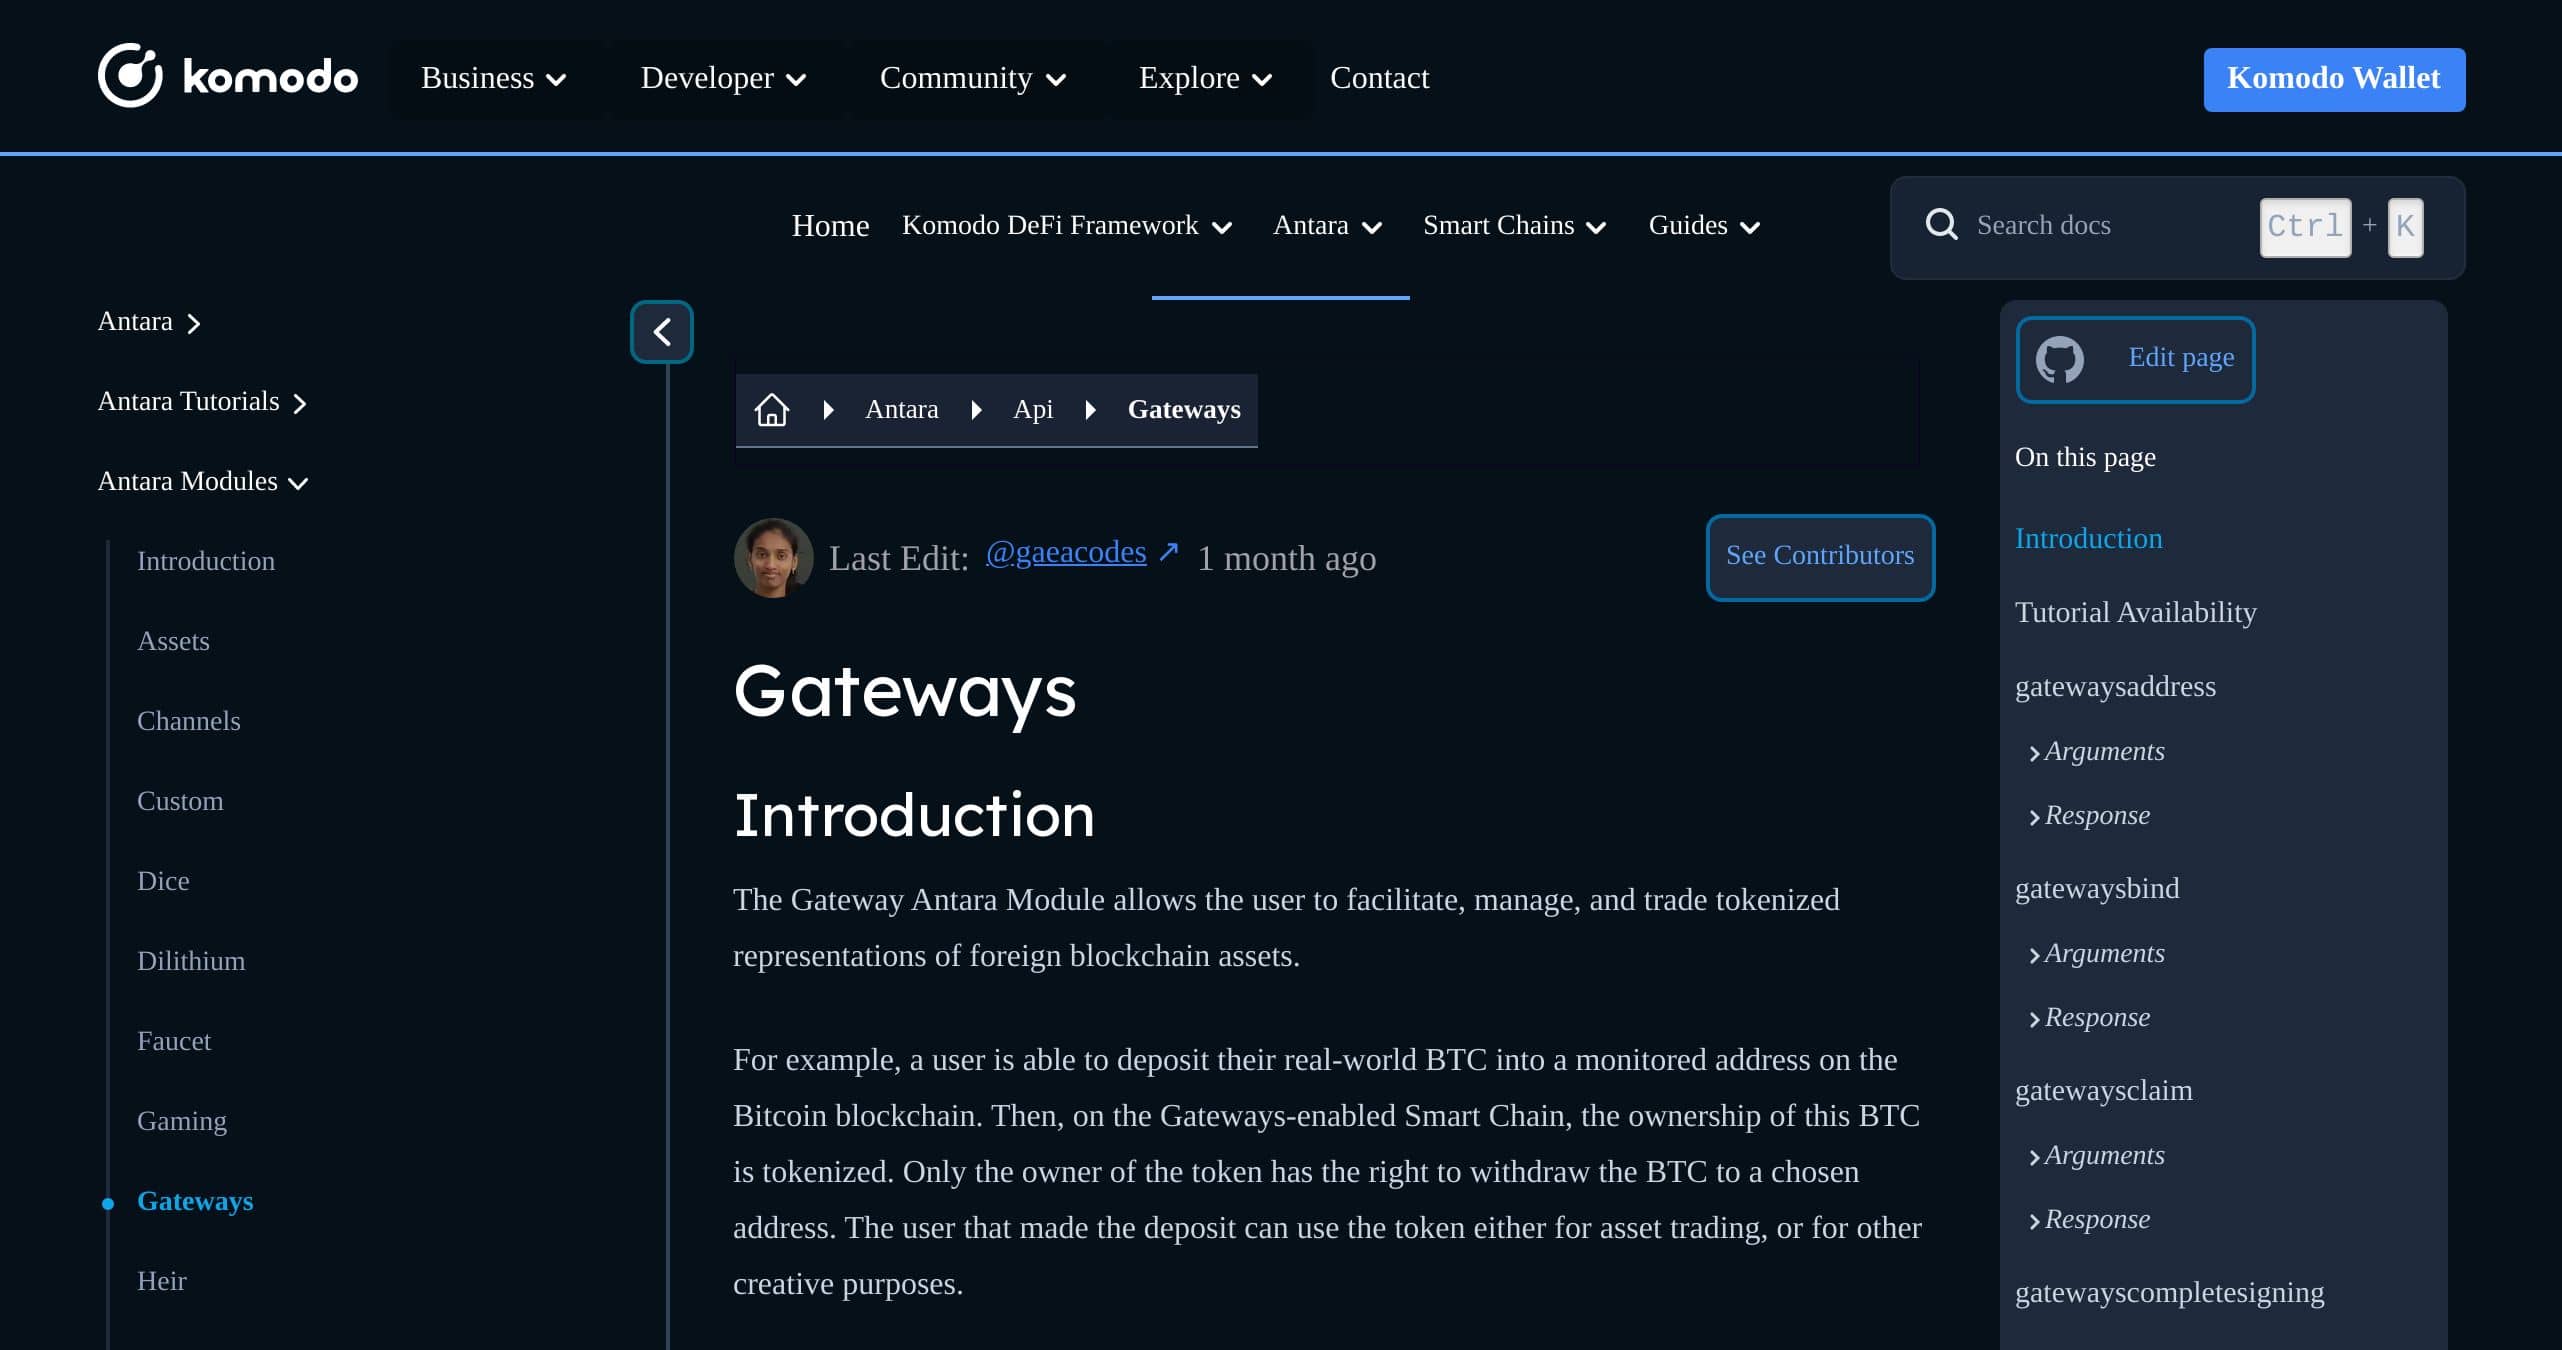 komodo
Business
Developer
Community
Explore
Contact
Komodo Wallet
Home
Komodo DeFi Framework
Antara
Smart Chains
Guides
Search docs
Ctrl + K
Antara
Antara Tutorials
Antara Modules
Introduction
Assets
Channels
Custom
Dice
Dilithium
Faucet
Gaming
Gateways
Heir
Antara
Api
Gateways
Last Edit: @gaeacodes ↗ 1 month ago
See Contributors
Gateways
Introduction
The Gateway Antara Module allows the user to facilitate, manage, and trade tokenized
representations of foreign blockchain assets.
For example, a user is able to deposit their real-world BTC into a monitored address on the
Bitcoin blockchain. Then, on the Gateways-enabled Smart Chain, the ownership of this BTC
is tokenized. Only the owner of the token has the right to withdraw the BTC to a chosen
address. The user that made the deposit can use the token either for asset trading, or for other
creative purposes.
Edit page
On this page
Introduction
Tutorial Availability
gatewaysaddress
Arguments
Response
gatewaysbind
Arguments
Response
gatewaysclaim
Arguments
Response
gatewayscompletesigning